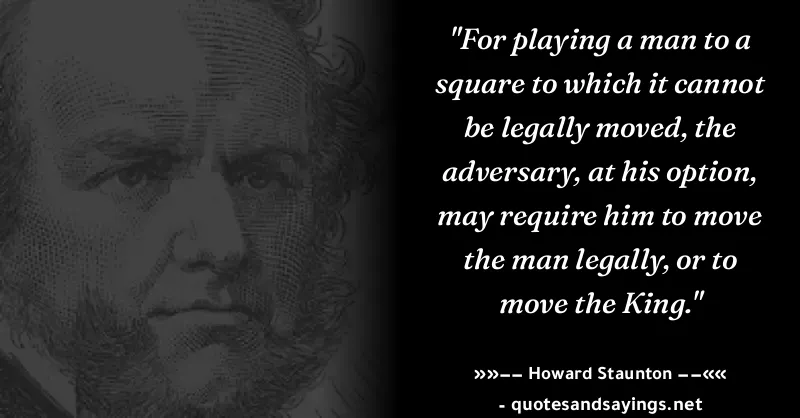 "For playing a man to a
square to which it cannot
be legally moved, the
adversary, at his option,
may require him to move
the man legally, or to
move the King."
»»−− Howard Staunton −−««
- quotesandsayings.net